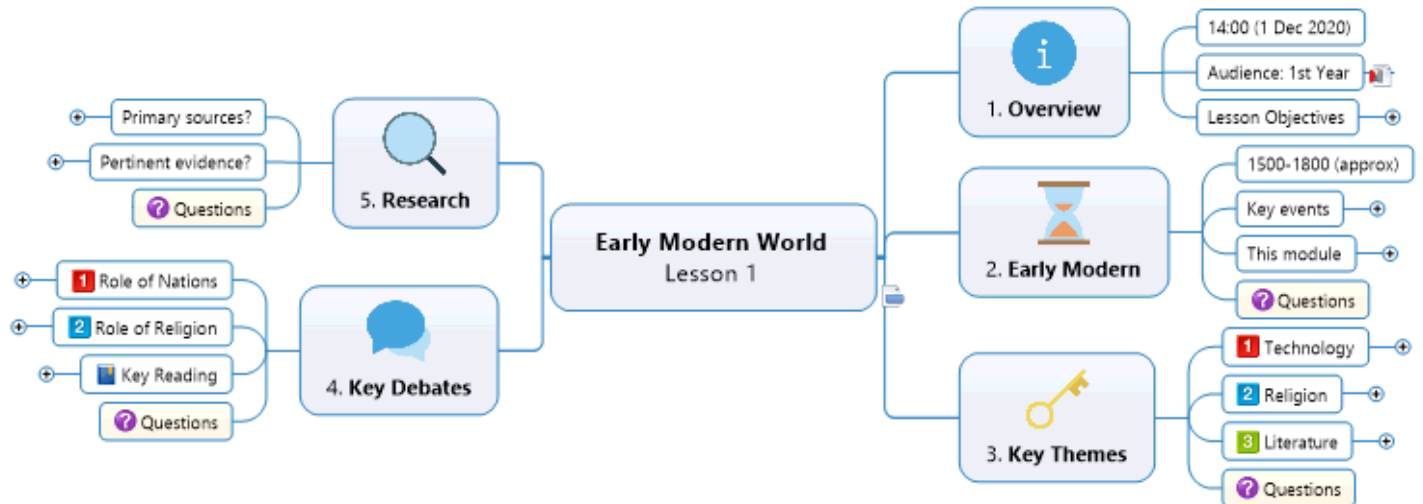 Early Modern World
Lesson 1
1. Overview
14:00 (1 Dec 2020)
Audience: 1st Year
Lesson Objectives
2. Early Modern
1500-1800 (approx)
Key events
This module
? Questions
3. Key Themes
1 Technology
2 Religion
3 Literature
? Questions
4. Key Debates
1 Role of Nations
2 Role of Religion
Key Reading
? Questions
5. Research
Primary sources?
Pertinent evidence?
? Questions